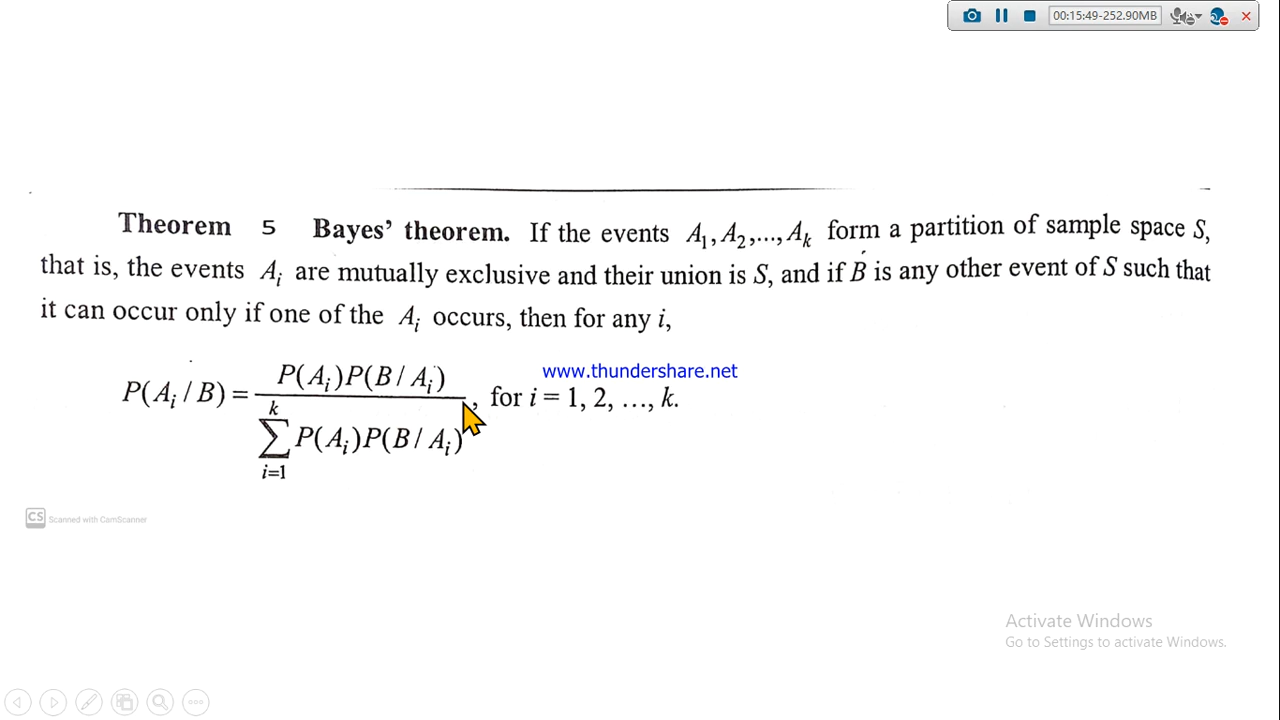 00:15:49-252.90MB
Theorem 5 Bayes' theorem. If the events A₁, A₂,..., Aₖ form a partition of sample space S,
that is, the events Aᵢ are mutually exclusive and their union is S, and if B is any other event of S such that
it can occur only if one of the Aᵢ occurs, then for any i,
www.thundershare.net
P(Aᵢ / B) = P(Aᵢ)P(B / Aᵢ) / ∑ᵢ₌₁ᵏ P(Aᵢ)P(B / Aᵢ) , for i = 1, 2, ..., k.
CS Scanned with CamScanner
Activate Windows
Go to Settings to activate Windows.